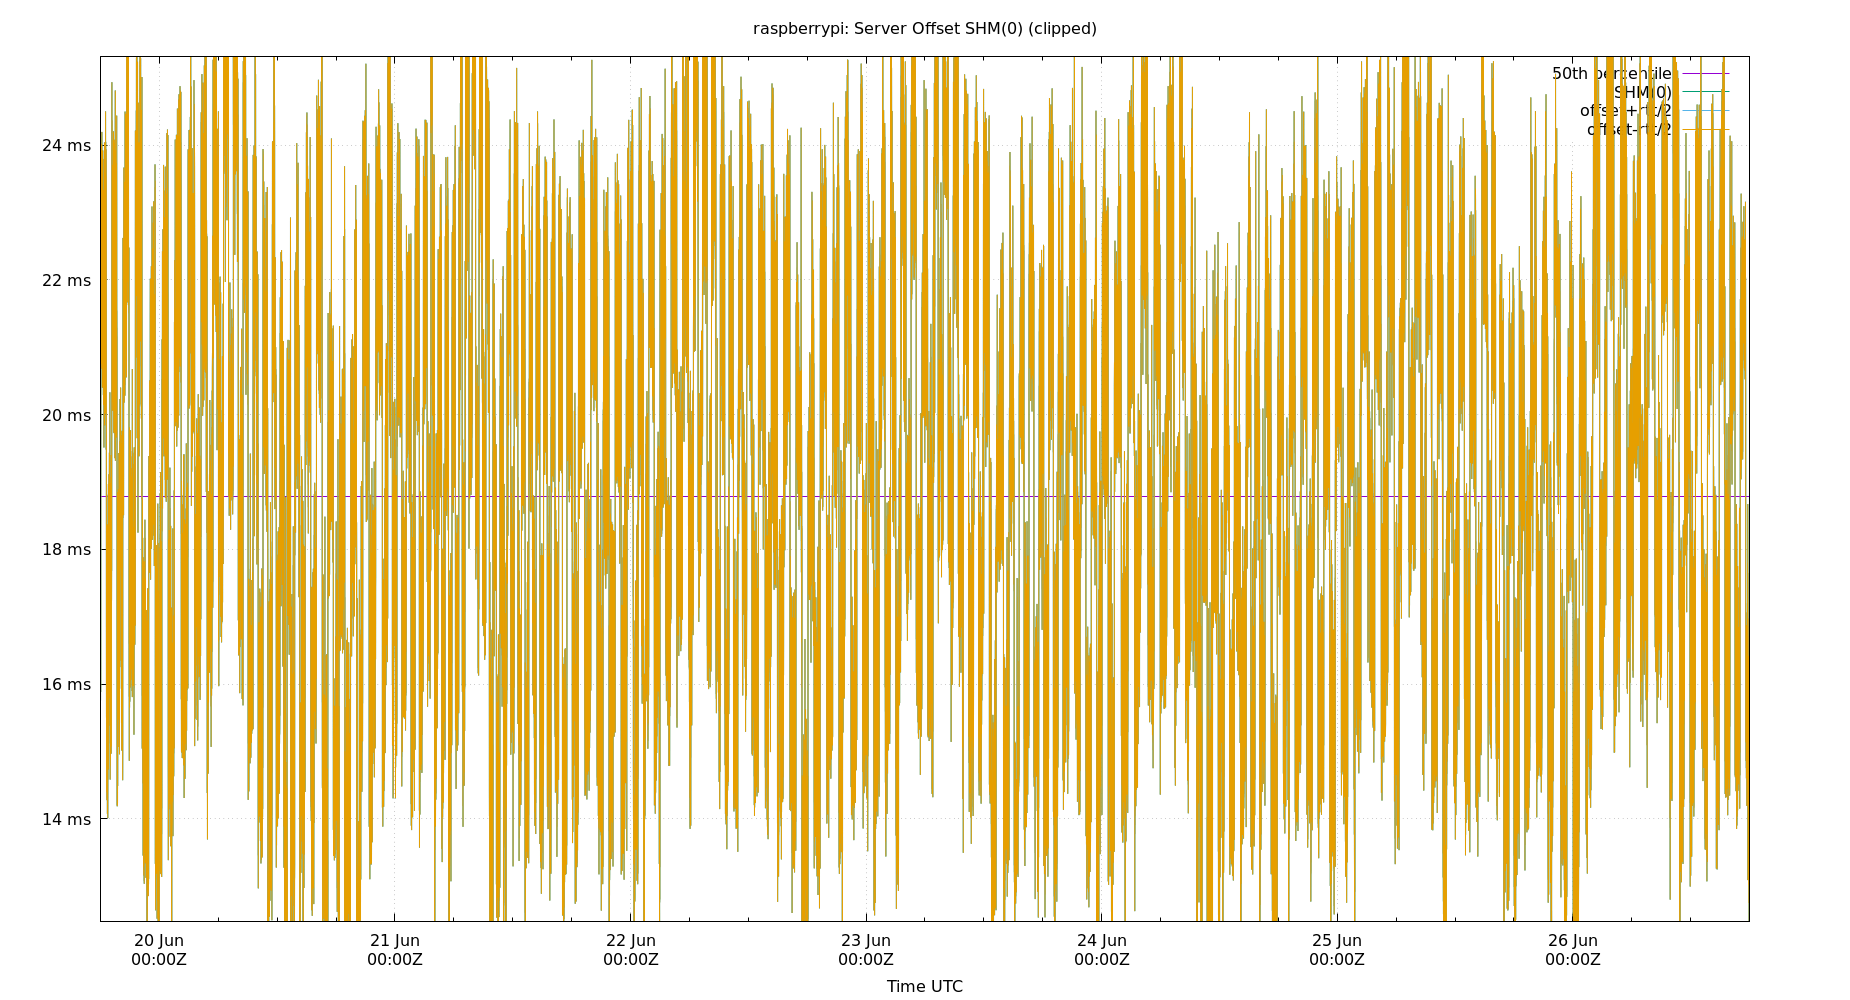 raspberrypi: Server Offset SHM(0) (clipped)
50th percentile
SHM(0)
offset+rtt/2
offset-rtt/2
24 ms
22 ms
20 ms
18 ms
16 ms
14 ms
20 Jun 21 Jun 22 Jun 23 Jun 24 Jun 25 Jun 26 Jun
00:00Z 00:00Z 00:00Z 00:00Z 00:00Z 00:00Z 00:00Z
Time UTC